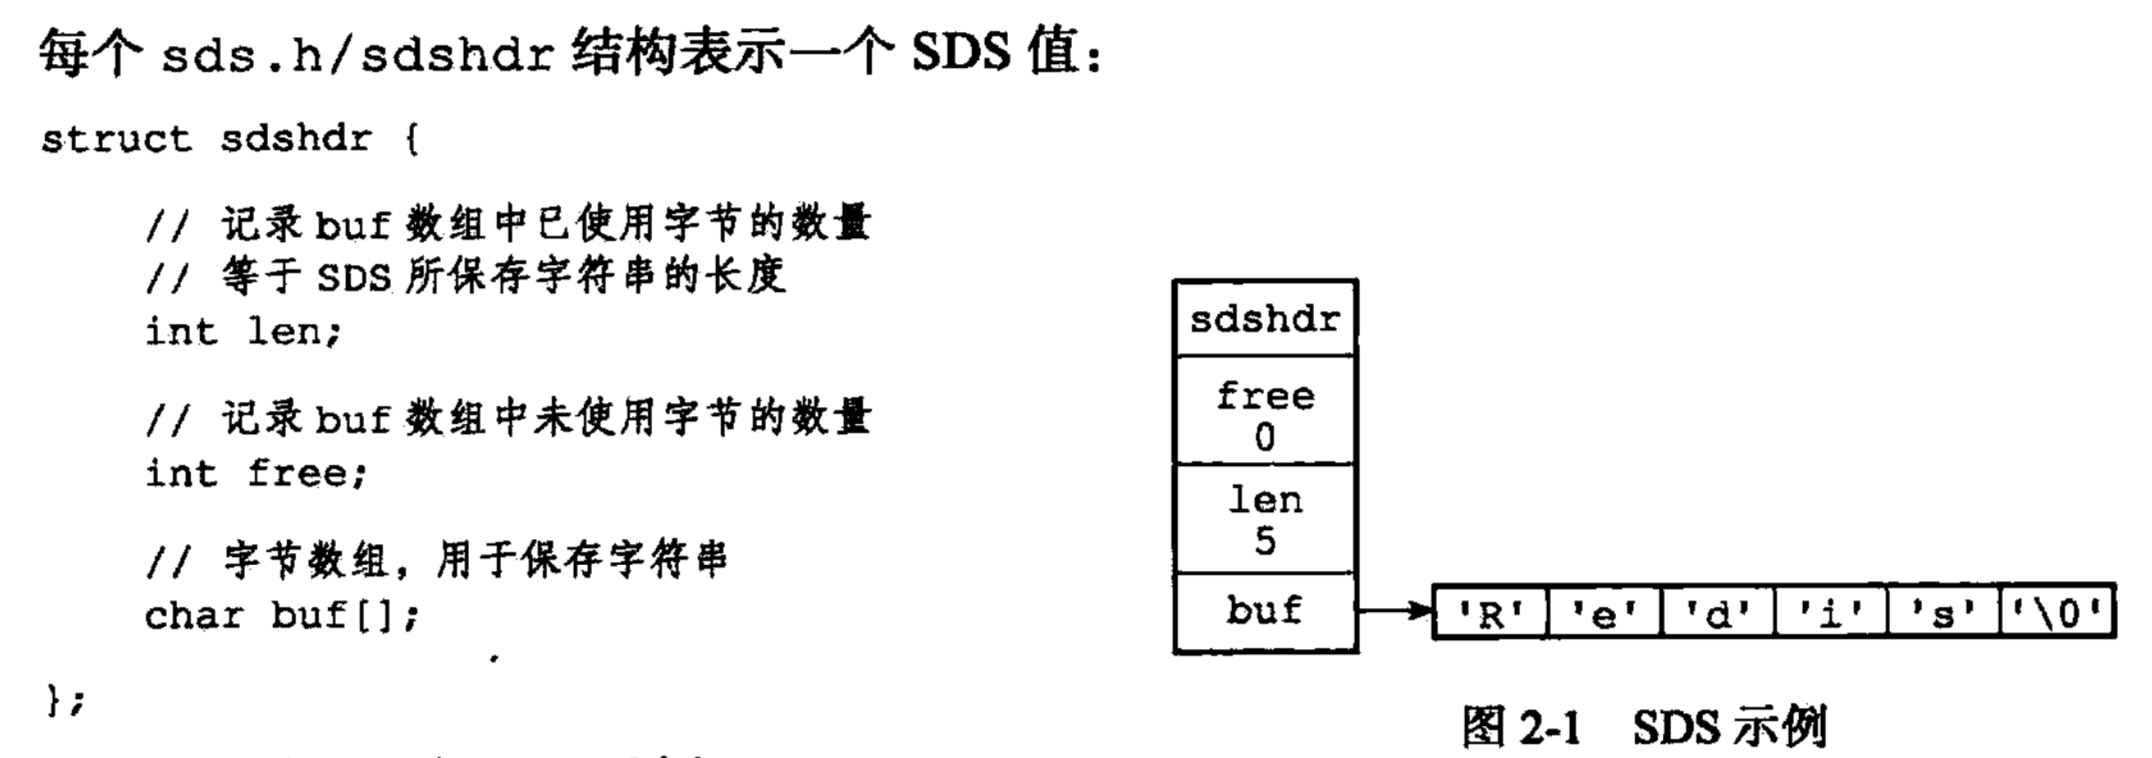 每个 sds.h/sdshdr 结构表示一个 SDS 值：
struct sdshdr {
// 记录 buf 数组中已使用字节的数量
// 等于 SDS 所保存字符串的长度
int len;
// 记录 buf 数组中未使用字节的数量
int free;
// 字节数组，用于保存字符串
char buf[];
};
sdshdr
free
0
len
5
buf
'R' 'e' 'd' 'i' 's' '\0'
图 2-1 SDS 示例